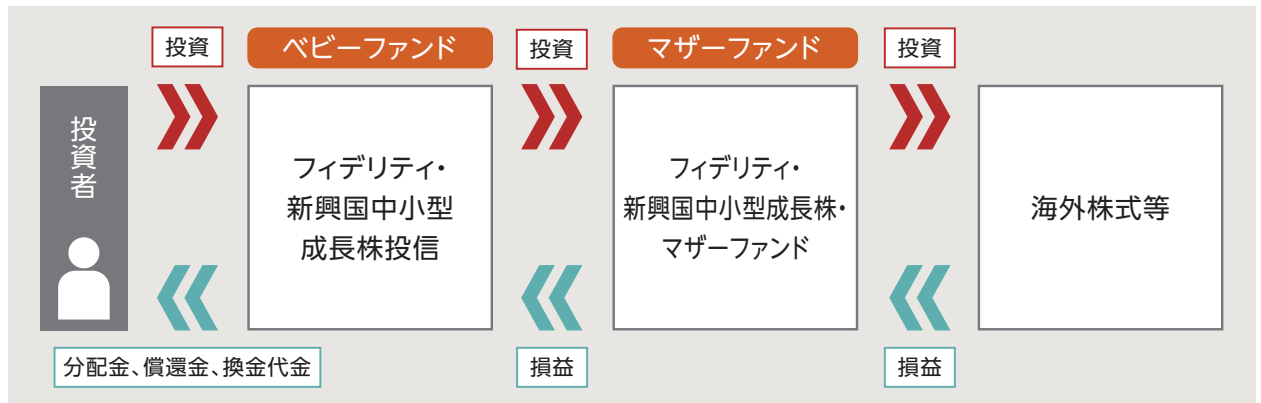 投資
ベビーファンド
投資
マザーファンド
投資
投資者
フィデリティ・
新興国中小型
成長株投信
フィデリティ・
新興国中小型成長株・
マザーファンド
海外株式等
分配金、償還金、換金代金
損益
損益